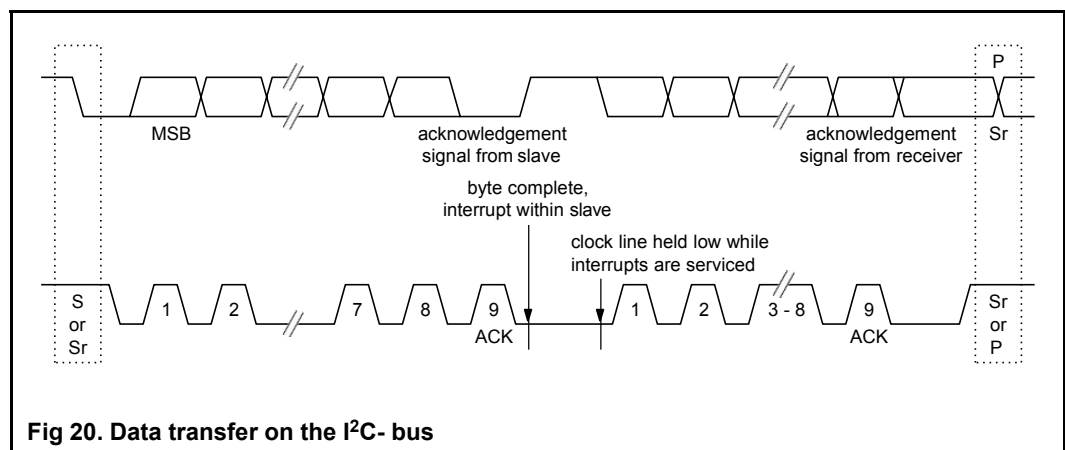 P
MSB
acknowledgement
signal from slave
acknowledgement
signal from receiver
Sr
byte complete,
interrupt within slave
clock line held low while
interrupts are serviced
S
or
Sr
1
2
7
8
9
ACK
1
2
3 - 8
9
ACK
Sr
or
P
Fig 20. Data transfer on the I²C- bus